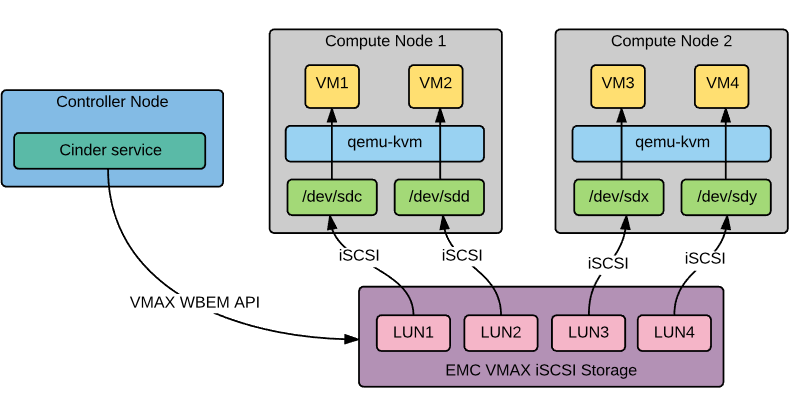 Compute Node 1
Compute Node 2
VM1
VM2
VM3
VM4
Controller Node
Cinder service
qemu-kvm
qemu-kvm
/dev/sdc
/dev/sdd
/dev/sdx
/dev/sdy
iSCSI
iSCSI
iSCSI
iSCSI
VMAX WBEM API
LUN1
LUN2
LUN3
LUN4
EMC VMAX iSCSI Storage